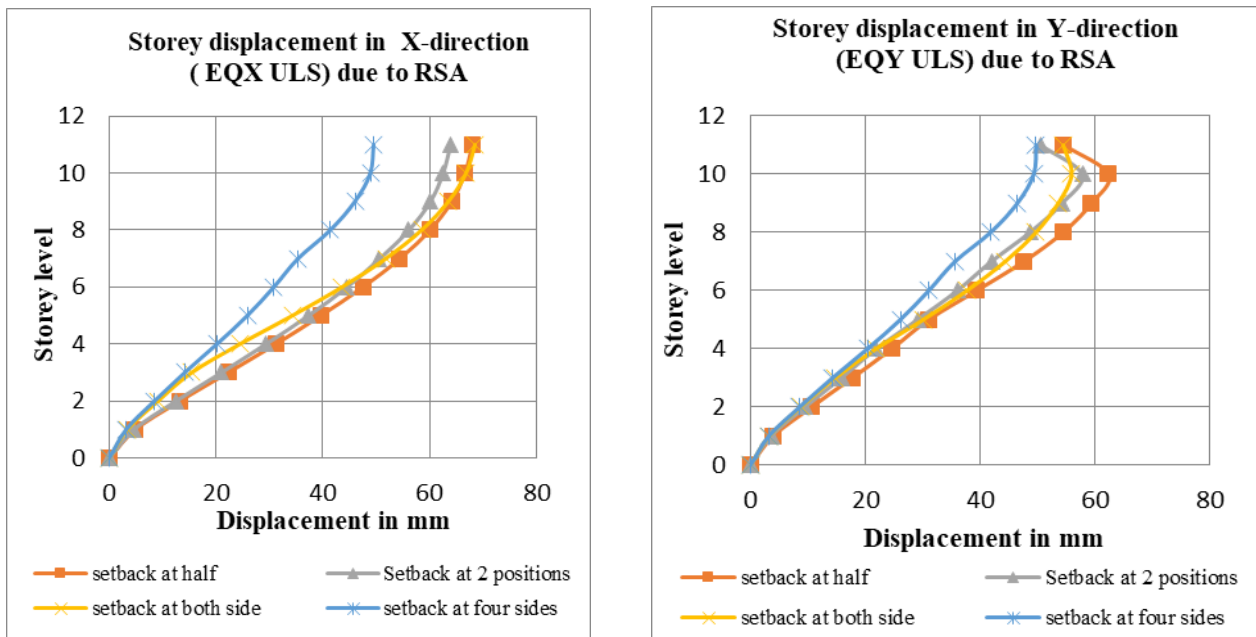 Storey displacement in X-direction
( EQX ULS) due to RSA
12
10
8
6
4
2
0
Storey level
0 20 40 60 80
Displacement in mm
setback at half Setback at 2 positions
setback at both side setback at four sides
Storey displacement in Y-direction
(EQY ULS) due to RSA
12
10
8
6
4
2
0
Storey level
0 20 40 60 80
Displacement in mm
setback at half Setback at 2 positions
setback at both side setback at four sides